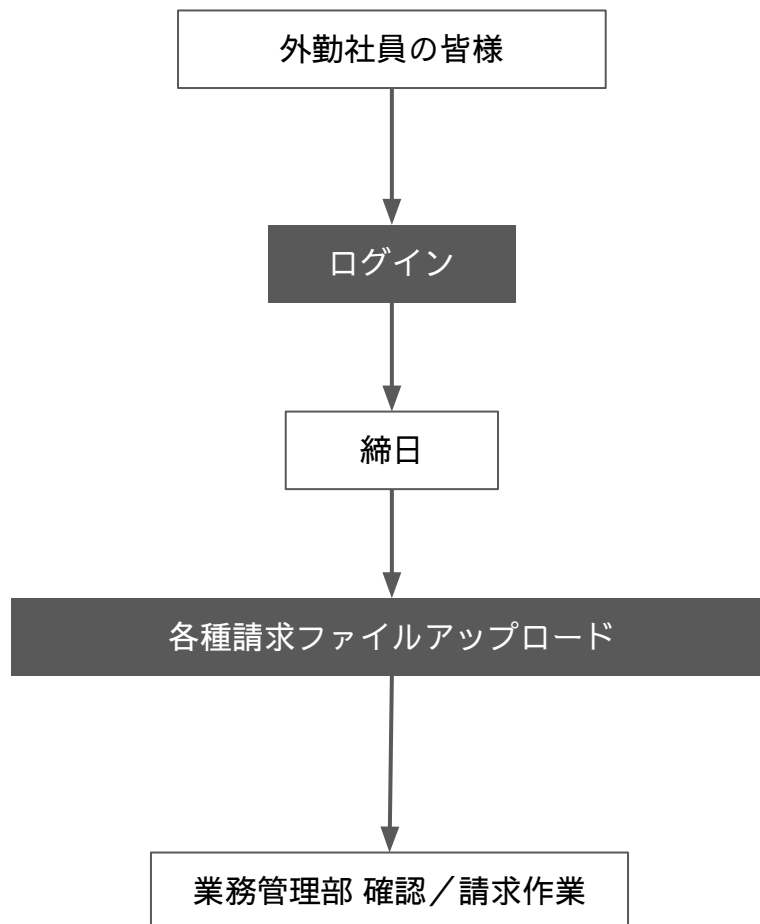 外勤社員の皆様
ログイン
締日
各種請求ファイルアップロード
業務管理部 確認／請求作業